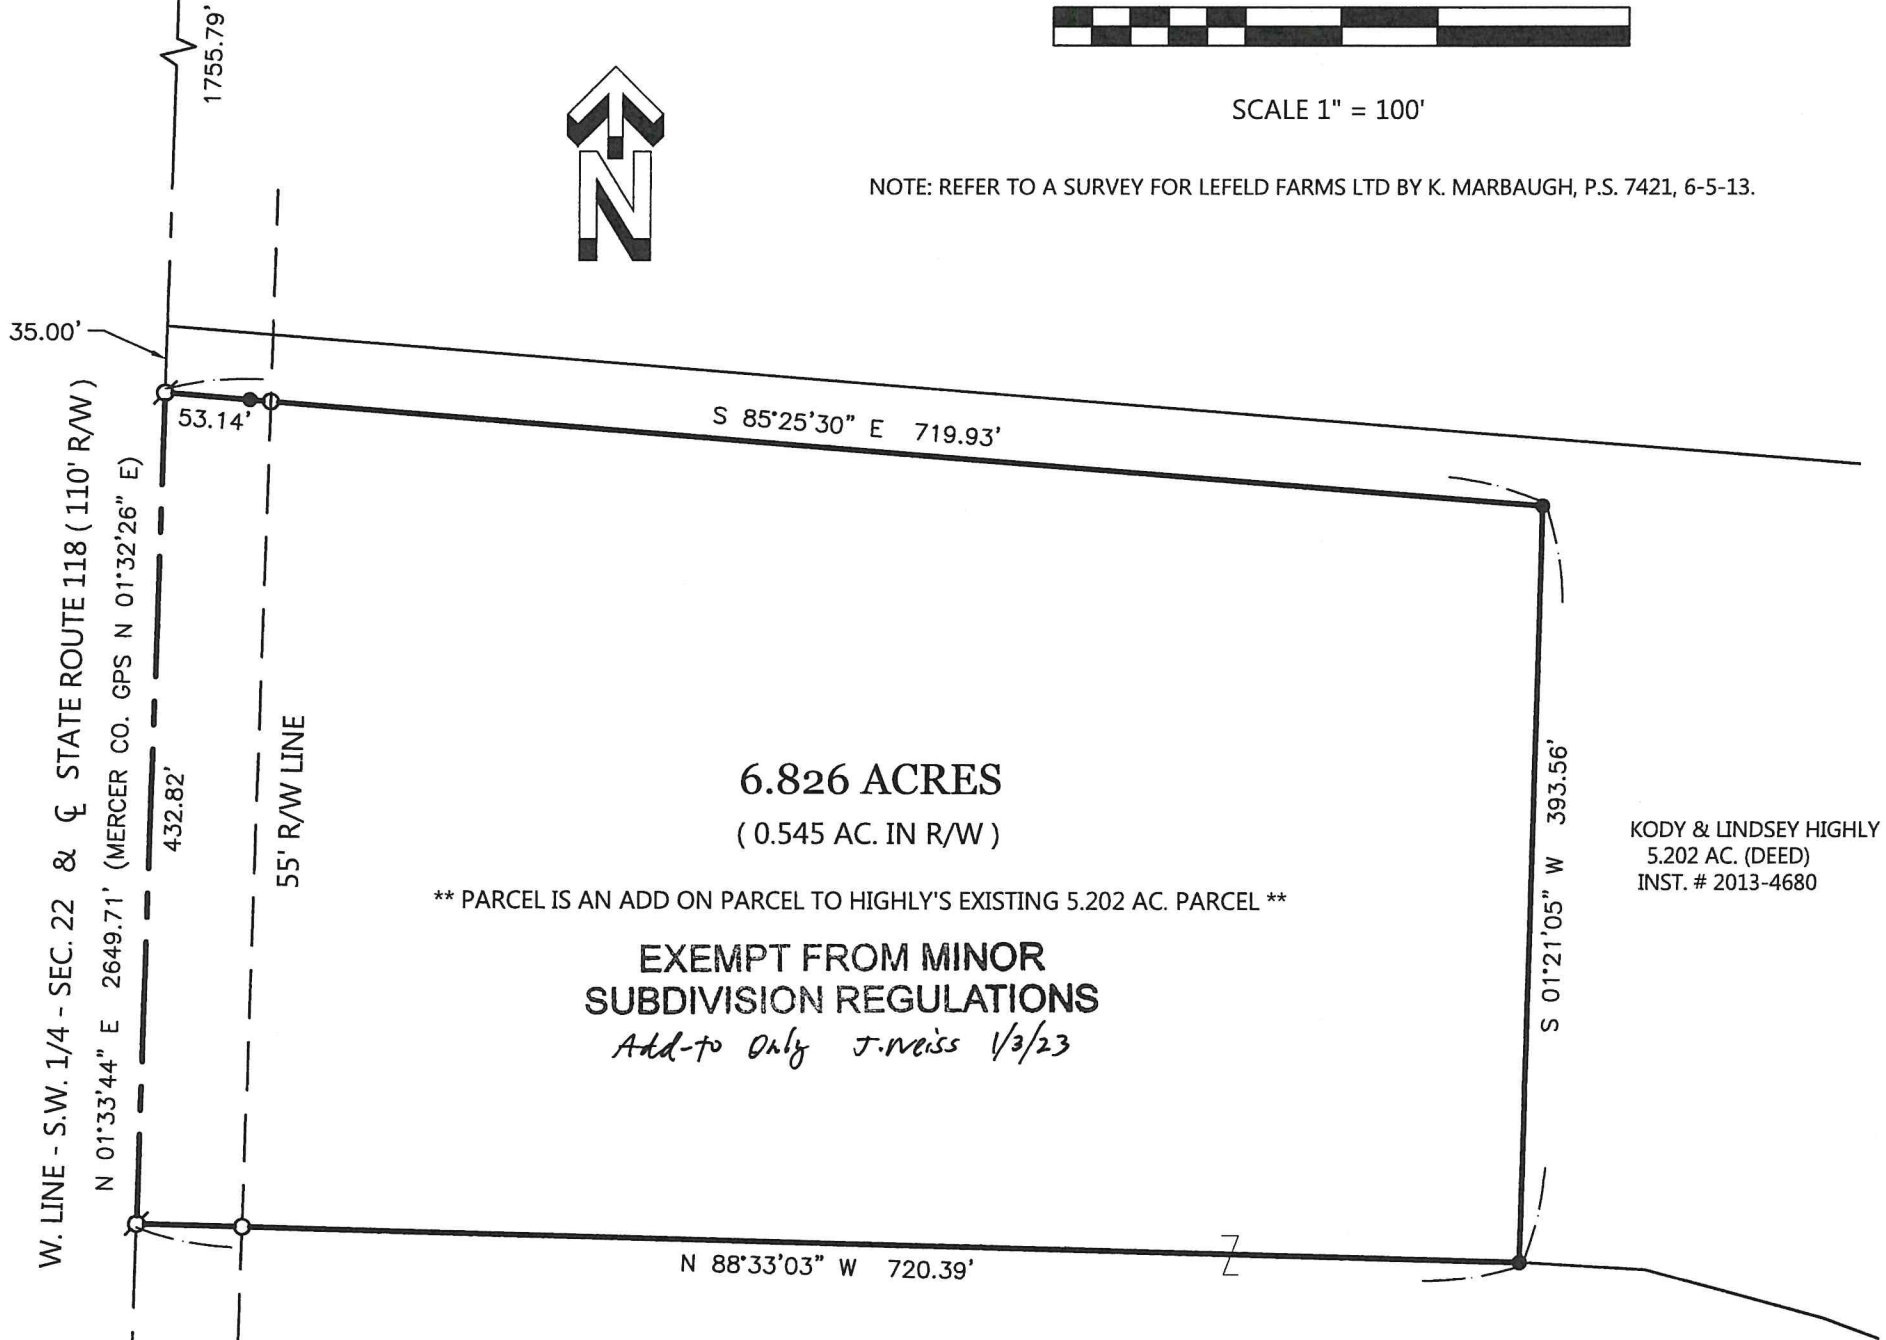 1755.79'
SCALE 1" = 100'
N
NOTE: REFER TO A SURVEY FOR LEFELD FARMS LTD BY K. MARBAUGH, P.S. 7421, 6-5-13.
35.00'
53.14'
S 85°25'30" E 719.93'
W. LINE - S.W. 1/4 - SEC. 22 & ℄ STATE ROUTE 118 ( 110' R/W )
N 01°33'44" E 2649.71' (MERCER CO. GPS N 01°32'26" E)
432.82'
55' R/W LINE
6.826 ACRES
( 0.545 AC. IN R/W )
** PARCEL IS AN ADD ON PARCEL TO HIGHLY'S EXISTING 5.202 AC. PARCEL **
EXEMPT FROM MINOR
SUBDIVISION REGULATIONS
Add-to Only J.Weiss 1/3/23
S 01°21'05" W 393.56'
KODY & LINDSEY HIGHLY
5.202 AC. (DEED)
INST. # 2013-4680
N 88°33'03" W 720.39'